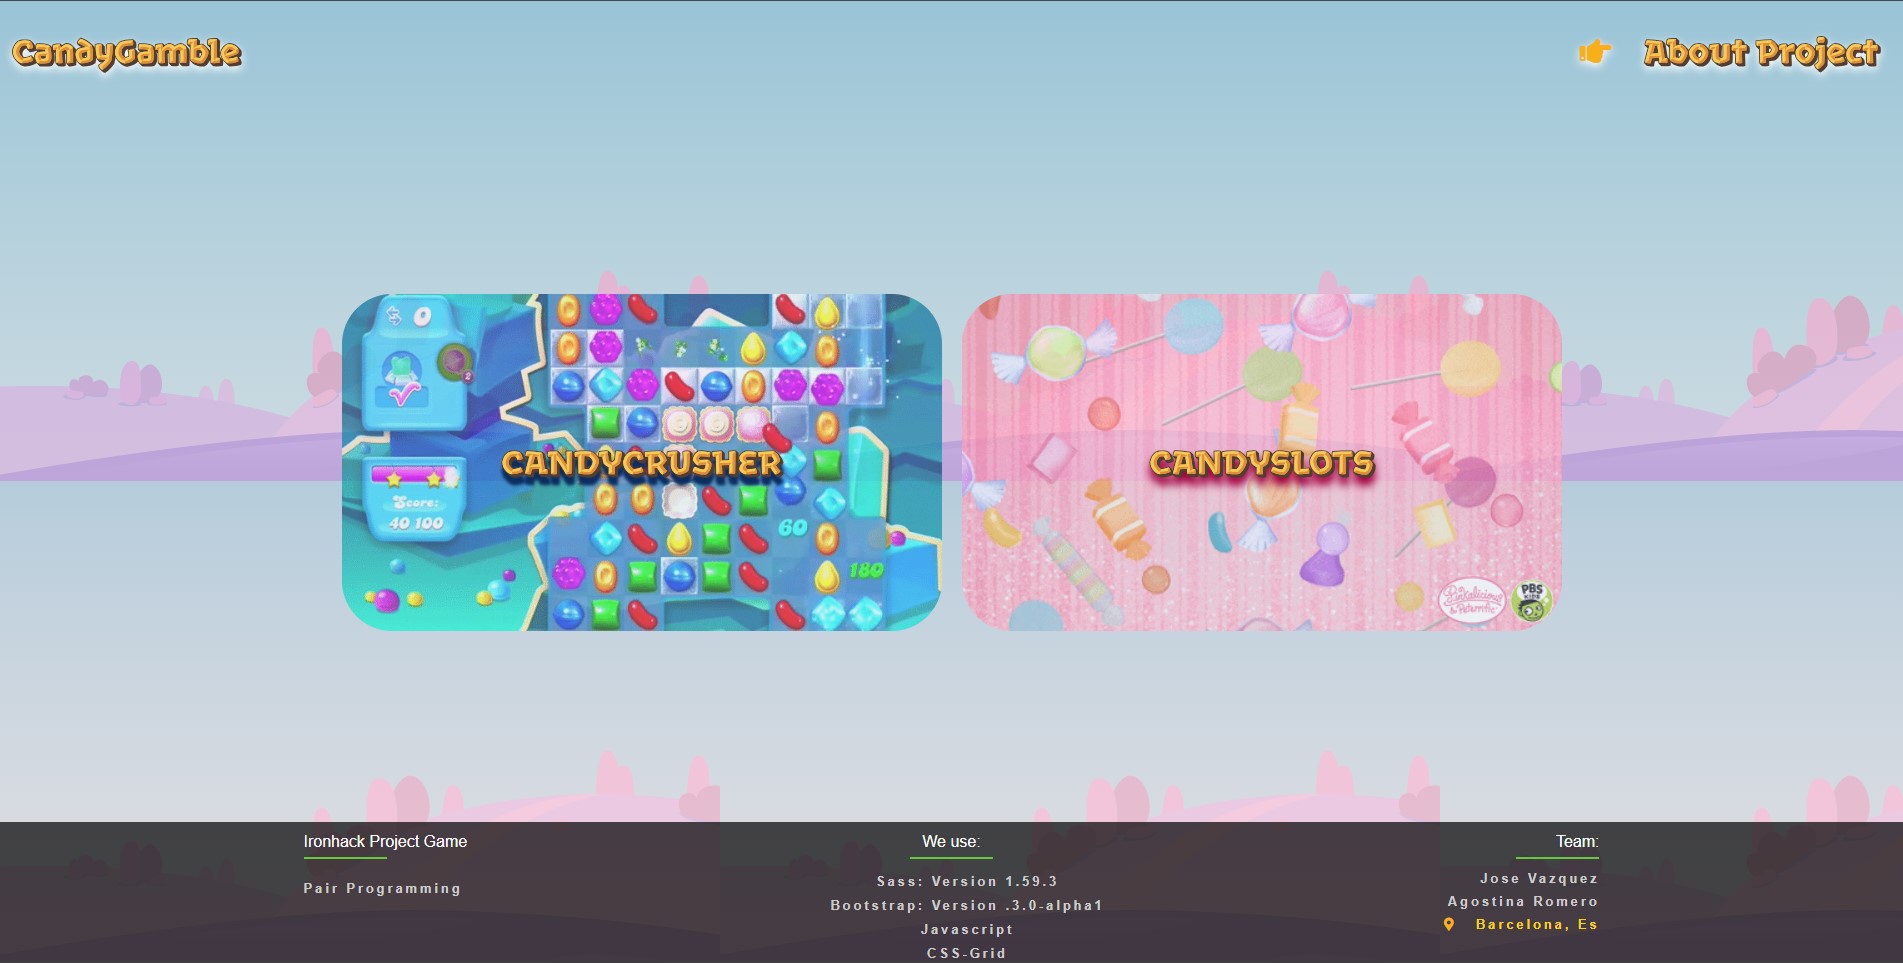 CandyGamble
About Project
0
2
Score:
40 100
60
180
CANDYCRUSHER
CANDYSLOTS
Pinkalicious
& Peterrific
PBS
KIDS
Ironhack Project Game
Pair Programming
We use:
Sass: Version 1.59.3
Bootstrap: Version .3.0-alpha1
Javascript
CSS-Grid
Team:
Jose Vazquez
Agostina Romero
Barcelona, Es